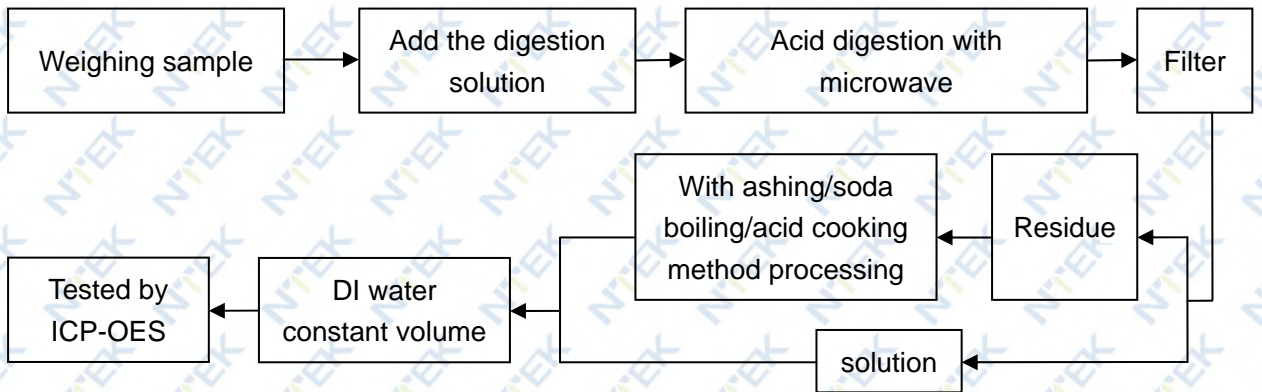 Weighing sample
Add the digestion
solution
Acid digestion with
microwave
Filter
With ashing/soda
boiling/acid cooking
method processing
Residue
Tested by
ICP-OES
DI water
constant volume
solution
NTEK